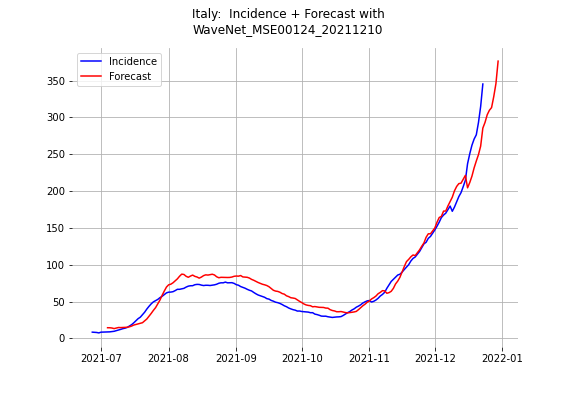 Italy:  Incidence + Forecast with
WaveNet_MSE00124_20211210
Incidence
Forecast
350
300
250
200
150
100
50
0
2021-07 2021-08 2021-09 2021-10 2021-11 2021-12 2022-01